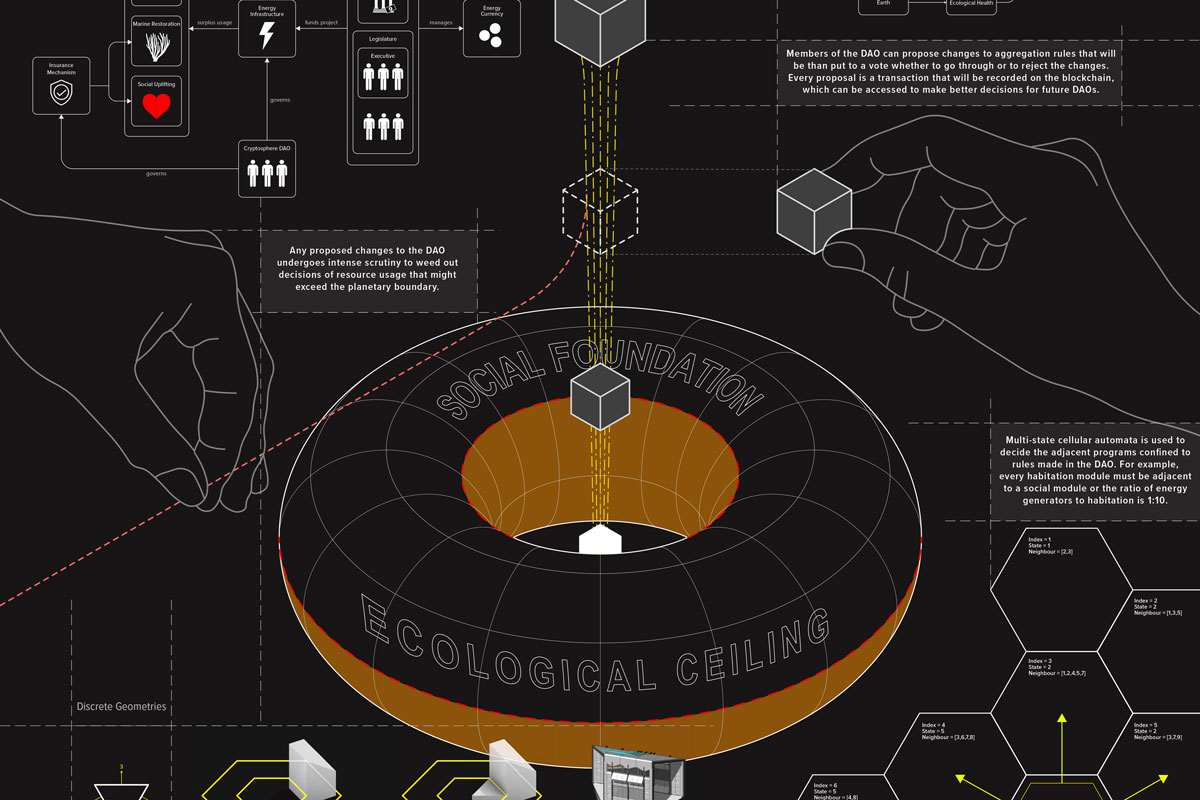 Marine Restoration
Social Uplifting
Insurance
Mechanism
surplus usage
Energy
Infrastructure
funds project
governs
Cryptosphere DAO
governs
Legislature
Executive
manages
Energy
Currency
Earth
Ecological Health
Members of the DAO can propose changes to aggregation rules that will
be than put to a vote whether to go through or to reject the changes.
Every proposal is a transaction that will be recorded on the blockchain,
which can be accessed to make better decisions for future DAOs.
Any proposed changes to the DAO
undergoes intense scrutiny to weed out
decisions of resource usage that might
exceed the planetary boundary.
SOCIAL FOUNDATION
ECOLOGICAL CEILING
Multi-state cellular automata is used to
decide the adjacent programs confined to
rules made in the DAO. For example,
every habitation module must be adjacent
to a social module or the ratio of energy
generators to habitation is 1:10.
Index = 1
State = 1
Neighbour = [2,3]
Index = 2
State = 2
Neighbour = [1,3,5]
Index = 3
State = 2
Neighbour = [1,2,4,5,7]
Index = 4
State = 5
Neighbour = [3,6,7,8]
Index = 5
State = 2
Neighbour = [3,7,9]
Index = 6
State = 5
Neighbour = [4,8]
Discrete Geometries
3